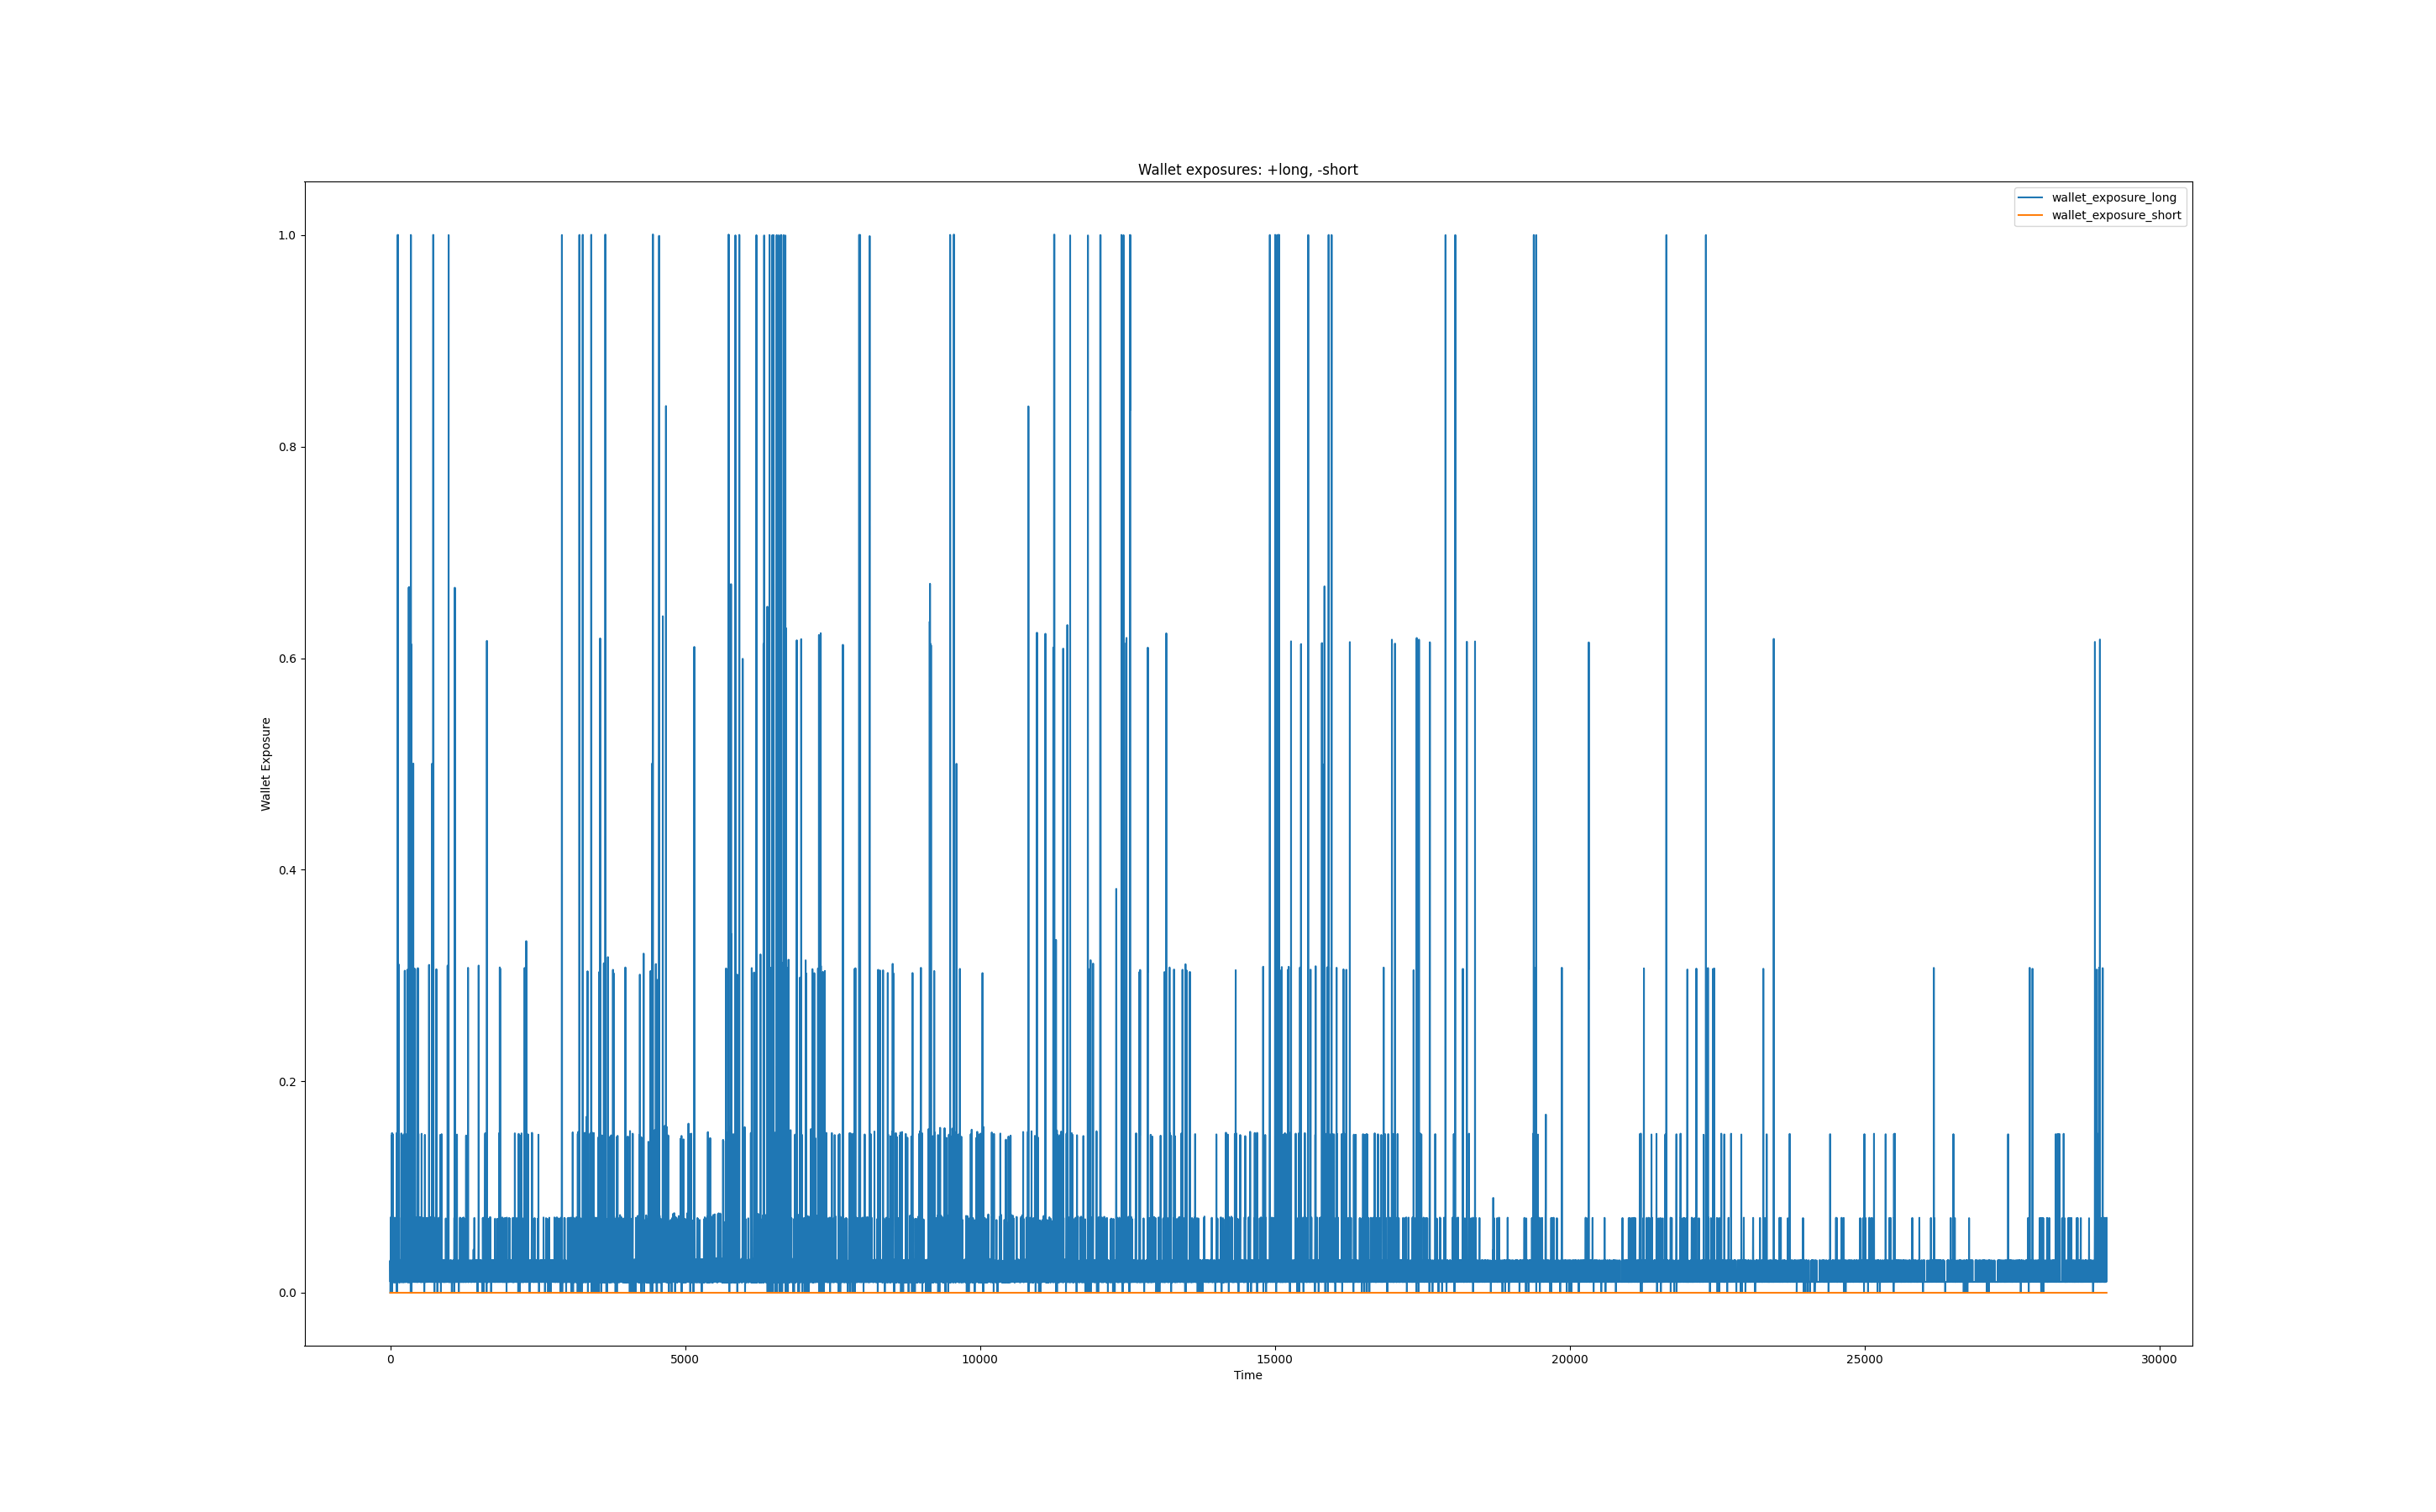 Wallet exposures: +long, -short
wallet_exposure_long
wallet_exposure_short
1.0
0.8
0.6
0.4
0.2
0.0
Wallet Exposure
0 5000 10000 15000 20000 25000 30000
Time